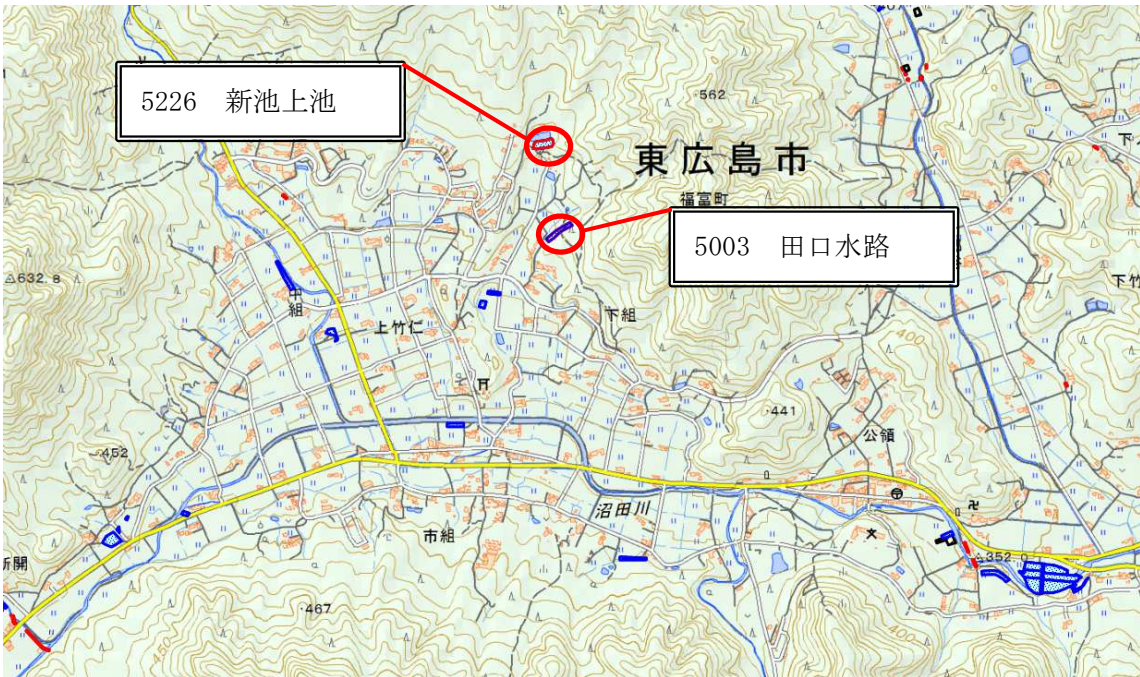 562
5226 新池上池
東広島市
福富町
5003 田口水路
632.8
中組
下組
上竹仁
400
441
452
公領
沼田川
市組
352.0
新開
467
400
450